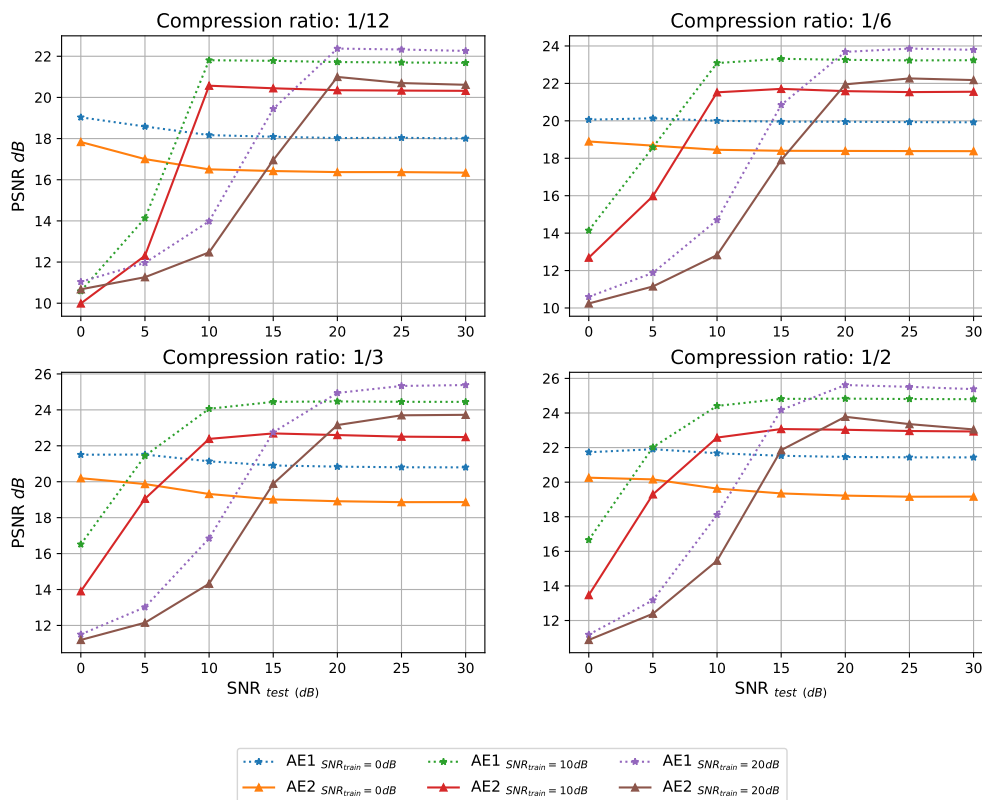 Compression ratio: 1/12
PSNR dB
22
20
18
16
14
12
10
0 5 10 15 20 25 30
Compression ratio: 1/6
24
22
20
18
16
14
12
10
0 5 10 15 20 25 30
Compression ratio: 1/3
PSNR dB
26
24
22
20
18
16
14
12
0 5 10 15 20 25 30
SNR test (dB)
Compression ratio: 1/2
26
24
22
20
18
16
14
12
0 5 10 15 20 25 30
SNR test (dB)
AE1 SNRtrain = 0dB AE1 SNRtrain = 10dB AE1 SNRtrain = 20dB
AE2 SNRtrain = 0dB AE2 SNRtrain = 10dB AE2 SNRtrain = 20dB